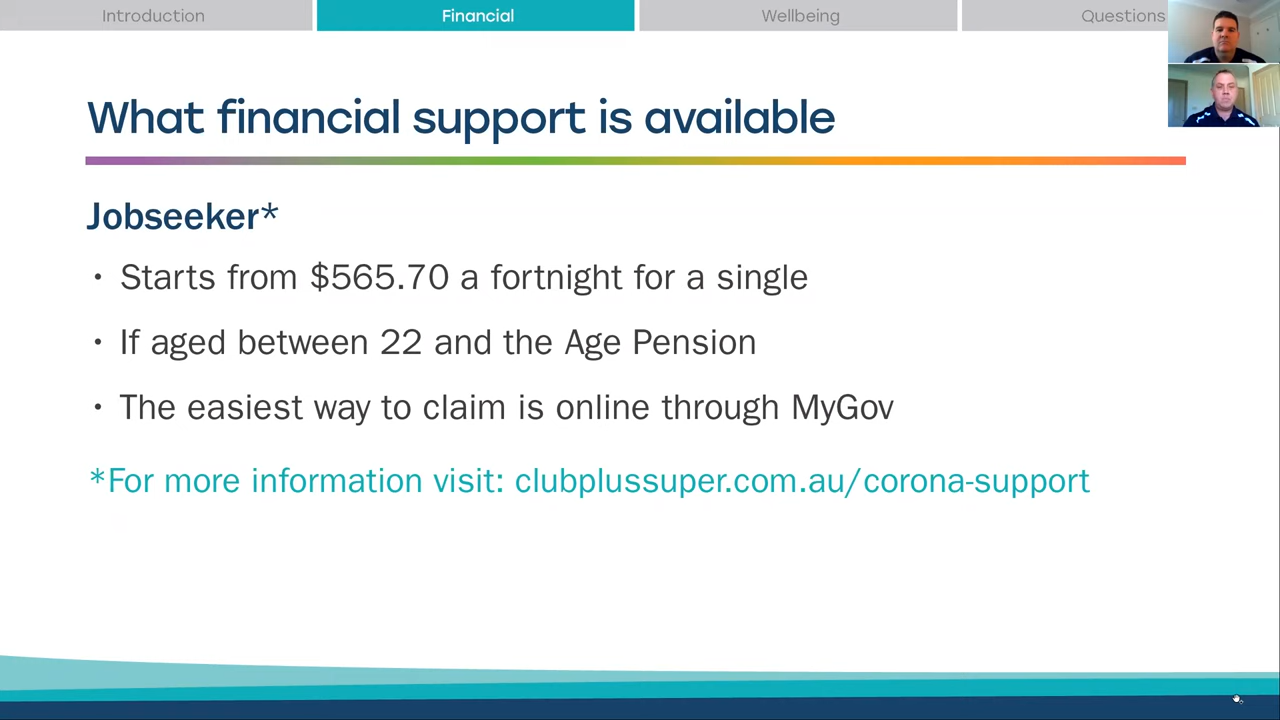 Introduction
Financial
Wellbeing
Questions
What financial support is available
Jobseeker*
• Starts from $565.70 a fortnight for a single
• If aged between 22 and the Age Pension
• The easiest way to claim is online through MyGov
*For more information visit: clubplussuper.com.au/corona-support